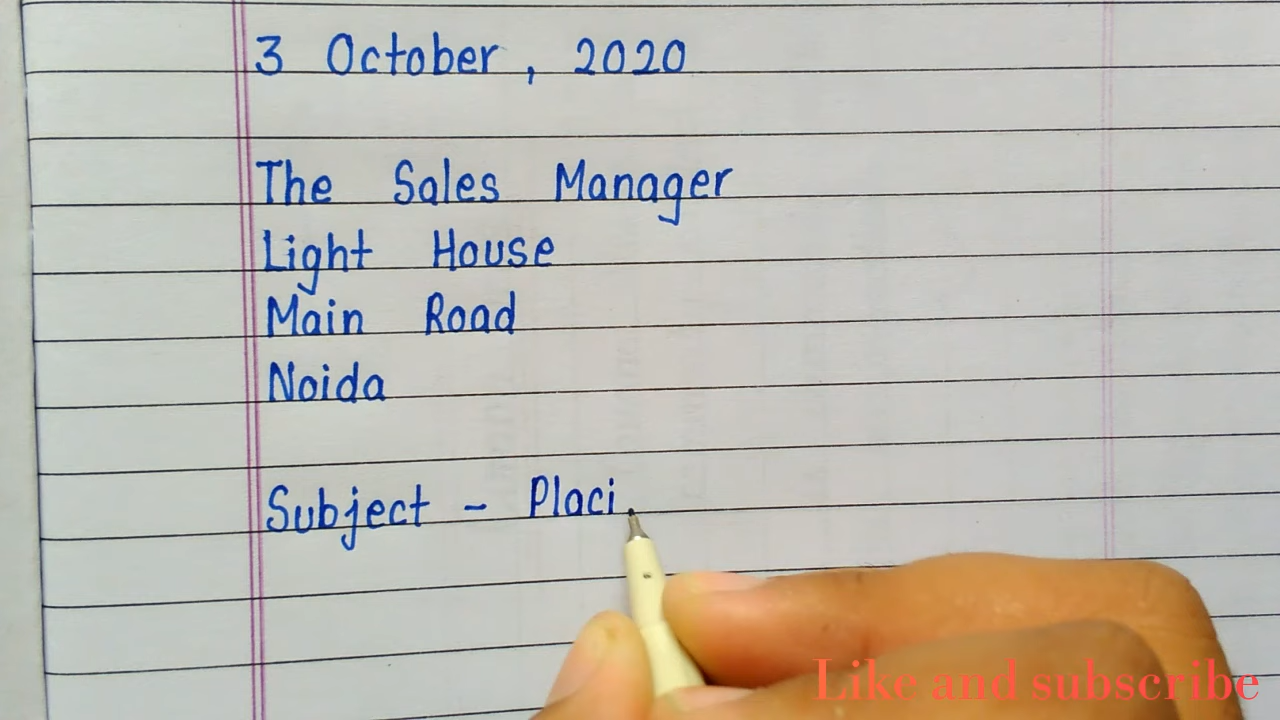 3 October, 2020
The Sales Manager
Light House
Main Road
Noida
Subject - Placi
Like and subscribe